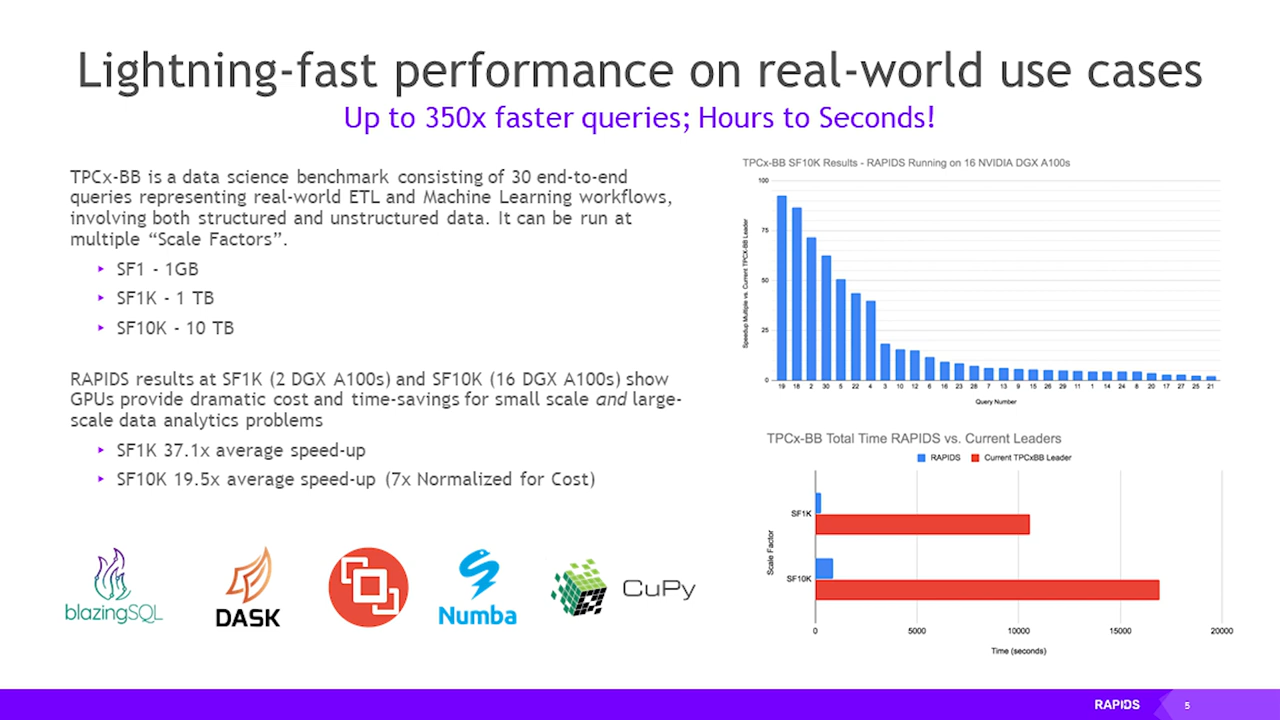 Lightning-fast performance on real-world use cases
Up to 350x faster queries; Hours to Seconds!
TPCx-BB is a data science benchmark consisting of 30 end-to-end
queries representing real-world ETL and Machine Learning workflows,
involving both structured and unstructured data. It can be run at
multiple “Scale Factors”.
SF1 - 1GB
SF1K - 1 TB
SF10K - 10 TB
RAPIDS results at SF1K (2 DGX A100s) and SF10K (16 DGX A100s) show
GPUs provide dramatic cost and time-savings for small scale and large-
scale data analytics problems
SF1K 37.1x average speed-up
SF10K 19.5x average speed-up (7x Normalized for Cost)
blazingSQL
DASK
Numba
CuPy
TPCx-BB SF10K Results - RAPIDS Running on 16 NVIDIA DGX A100s
Speedup Multiple vs. Current TPCX-BB Leader
100
75
50
25
0
19 18 2 30 5 22 4 3 10 12 6 16 23 28 7 13 9 15 26 29 11 1 14 24 8 20 17 27 25 21
Query Number
TPCx-BB Total Time RAPIDS vs. Current Leaders
RAPIDS Current TPCxBB Leader
Scale Factor
SF1K
SF10K
0 5000 10000 15000 20000
Time (seconds)
RAPIDS 5